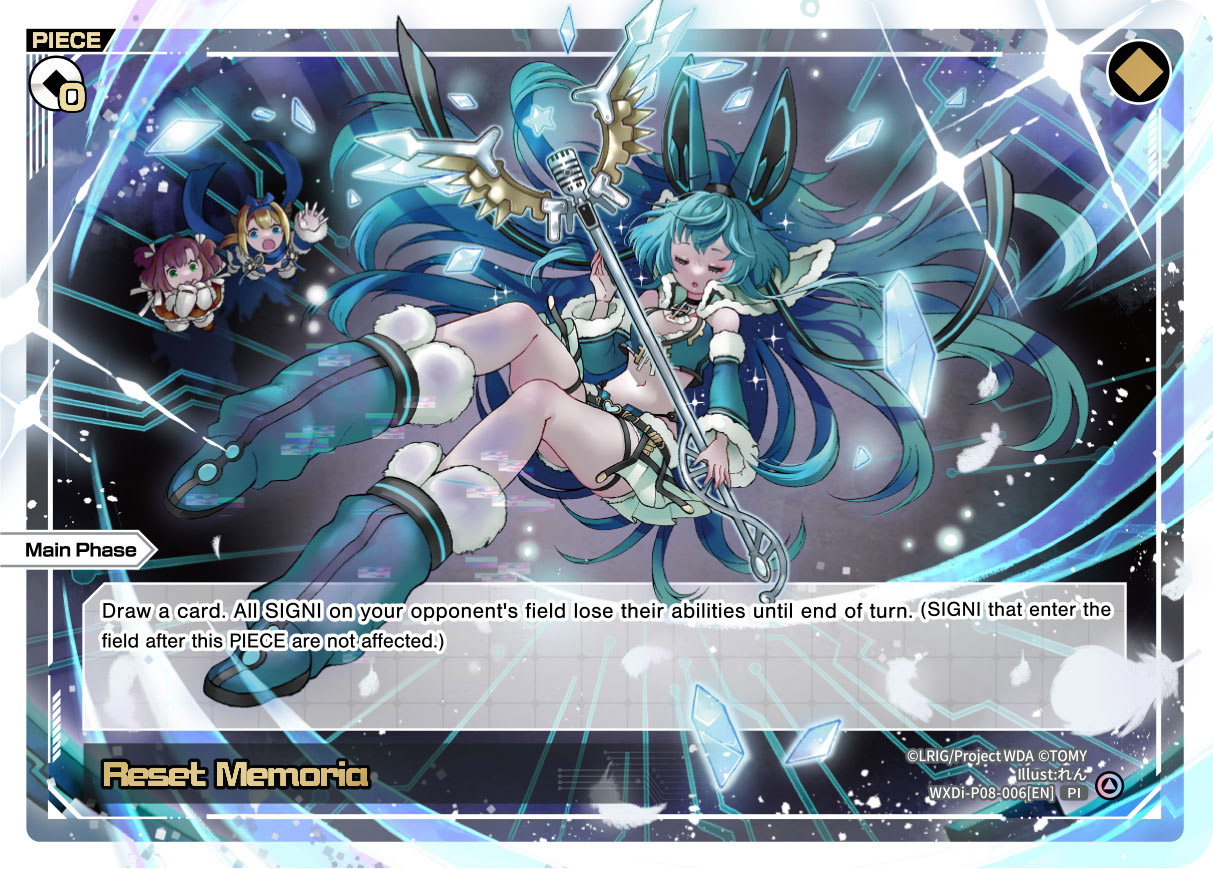 PIECE
0
Main Phase
Draw a card. All SIGNI on your opponent's field lose their abilities until end of turn. (SIGNI that enter the
field after this PIECE are not affected.)
Reset Memoria
©LRIG/Project WDA ©TOMY
Illust:れん
WXDi-P08-006[EN] PI